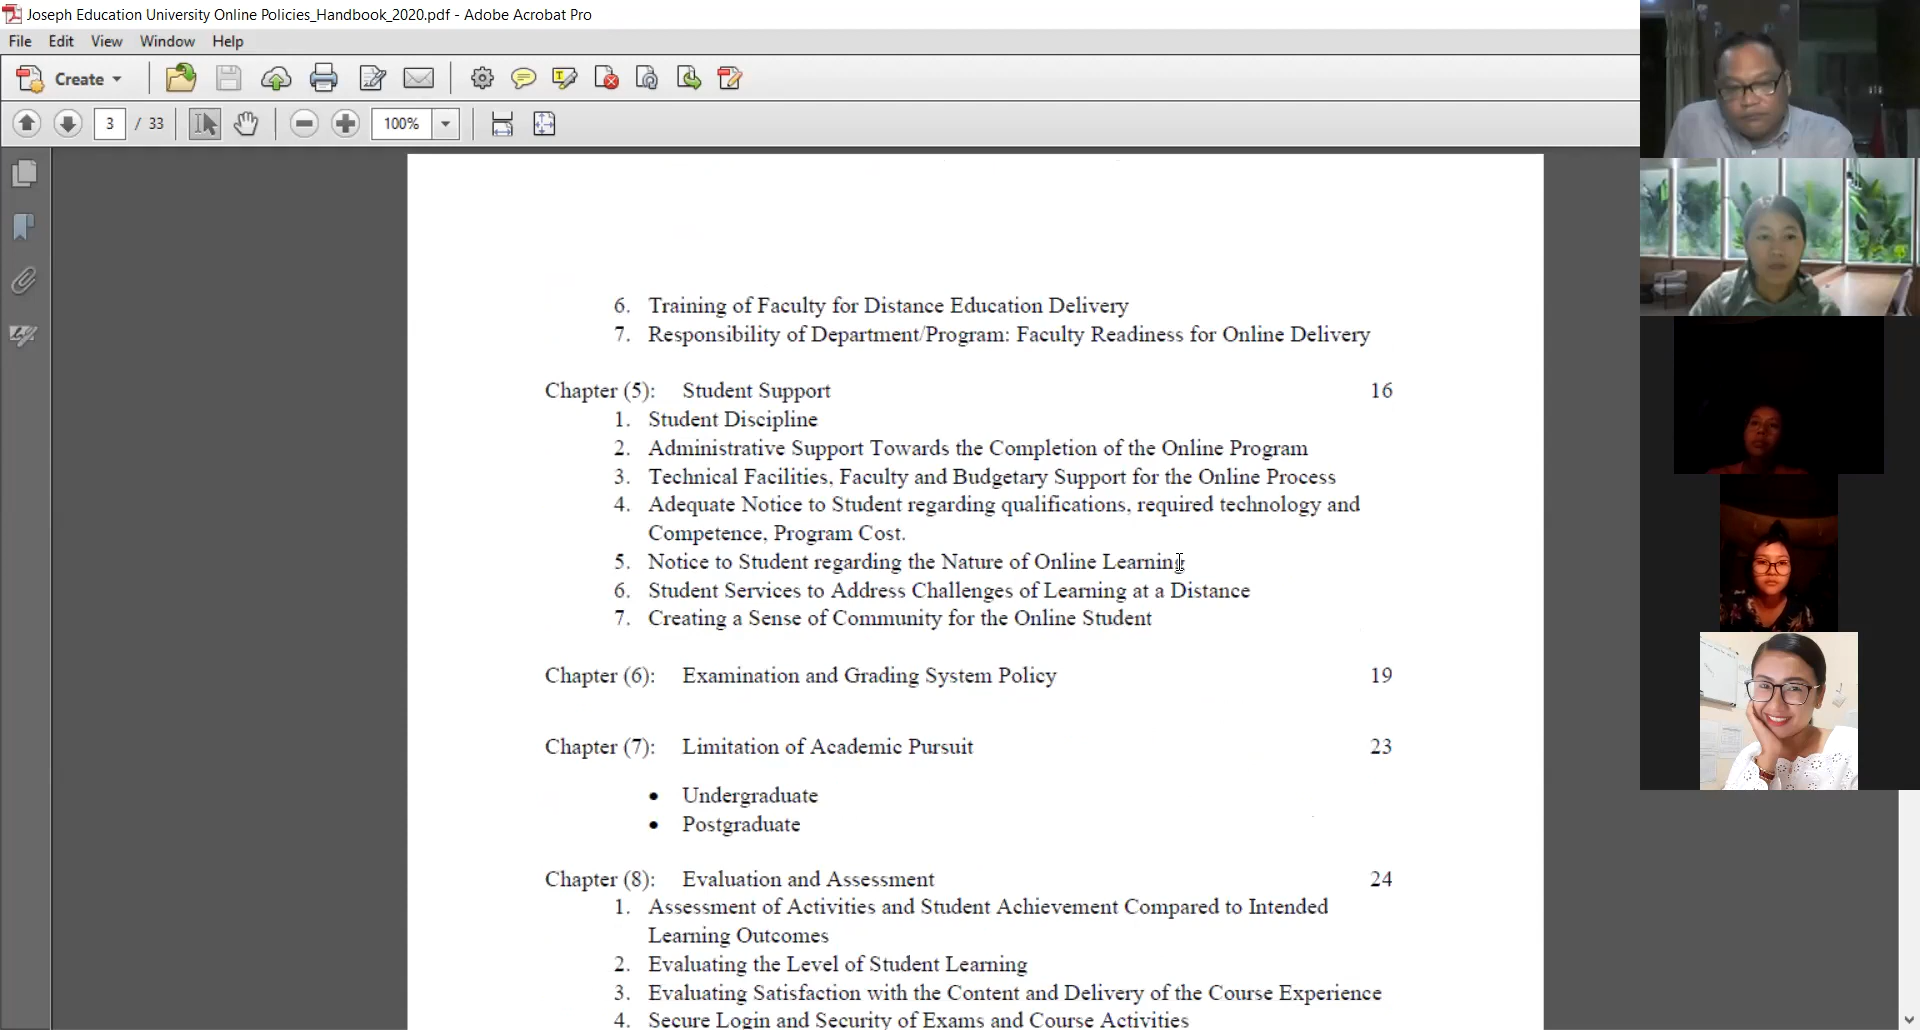 Joseph Education University Online Policies_Handbook_2020.pdf - Adobe Acrobat Pro
File Edit View Window Help
Create
3 / 33 100%
6. Training of Faculty for Distance Education Delivery
7. Responsibility of Department/Program: Faculty Readiness for Online Delivery
Chapter (5): Student Support 16
1. Student Discipline
2. Administrative Support Towards the Completion of the Online Program
3. Technical Facilities, Faculty and Budgetary Support for the Online Process
4. Adequate Notice to Student regarding qualifications, required technology and
Competence, Program Cost.
5. Notice to Student regarding the Nature of Online Learning
6. Student Services to Address Challenges of Learning at a Distance
7. Creating a Sense of Community for the Online Student
Chapter (6): Examination and Grading System Policy 19
Chapter (7): Limitation of Academic Pursuit 23
• Undergraduate
• Postgraduate
Chapter (8): Evaluation and Assessment 24
1. Assessment of Activities and Student Achievement Compared to Intended
Learning Outcomes
2. Evaluating the Level of Student Learning
3. Evaluating Satisfaction with the Content and Delivery of the Course Experience
4. Secure Login and Security of Exams and Course Activities